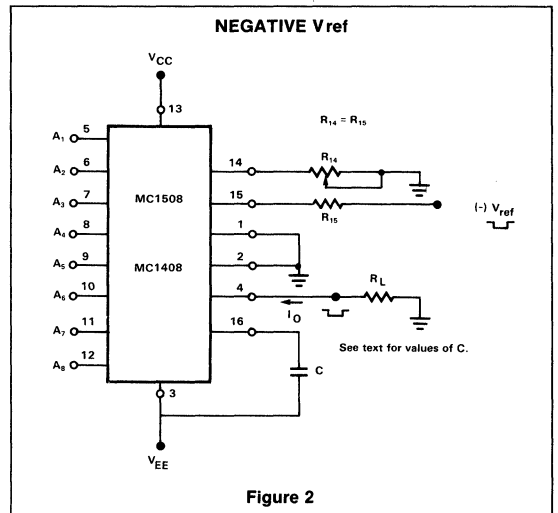 NEGATIVE Vref
VCC
13
R14 = R15
A1 5
A2 6
A3 7
A4 8
A5 9
A6 10
A7 11
A8 12
MC1508
MC1408
14
R14
15
R15
(-) Vref
1
2
4
RL
IO
16
See text for values of C.
C
3
VEE
Figure 2